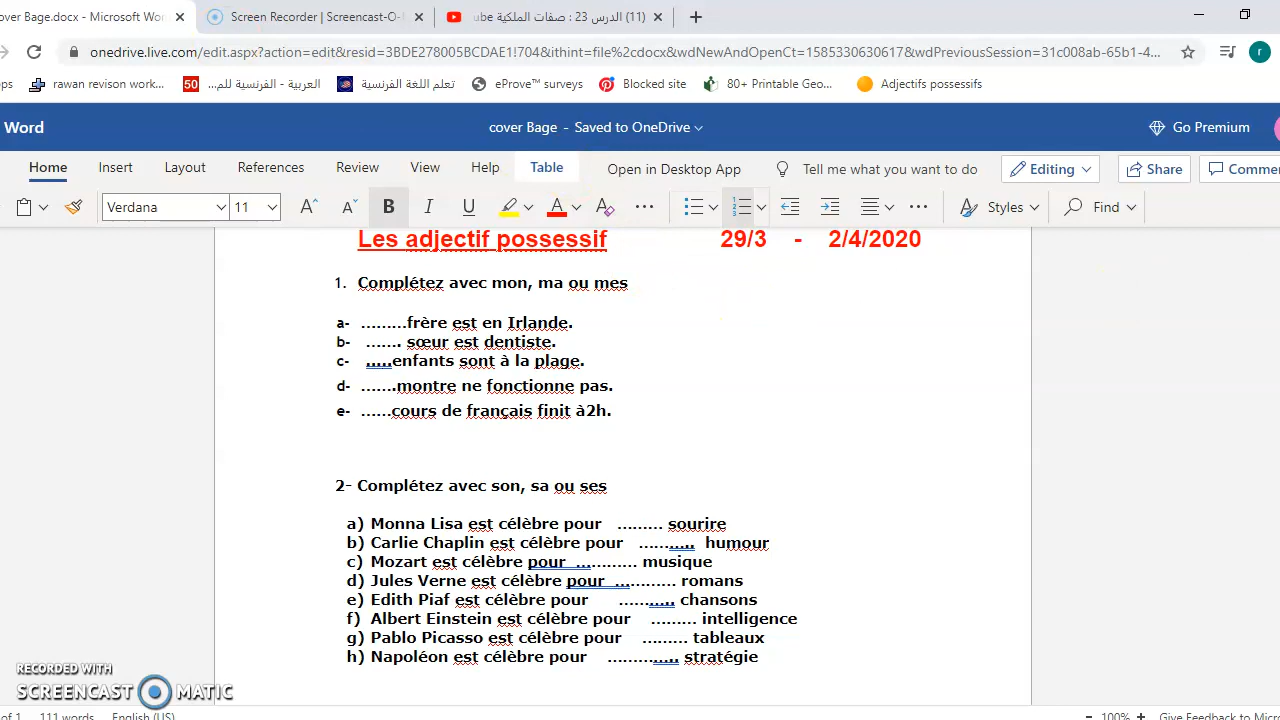 over Bage.docx - Microsoft Wor
Screen Recorder | Screencast-O-
(11) الدرس 23 : صفات الملكية ube
onedrive.live.com/edit.aspx?action=edit&resid=3BDE278005BCDAE1!704&ithint=file%2cdocx&wdNewAndOpenCt=1585330630617&wdPreviousSession=31c008ab-65b1-4...
r
ps
rawan revison work...
50
العربية - الفرنسية للم...
تعلم اللغة الفرنسية
eProve™ surveys
Blocked site
80+ Printable Geo...
Adjectifs possessifs
Word
cover Bage - Saved to OneDrive
Go Premium
Home Insert Layout References Review View Help Table Open in Desktop App Tell me what you want to do Editing Share Comme
Verdana 11 A A B I U A A ... Styles Find
Les adjectif possessif 29/3 - 2/4/2020
1. Complétez avec mon, ma ou mes
a- .........frère est en Irlande.
b- ....... sœur est dentiste.
c- .....enfants sont à la plage.
d- .......montre ne fonctionne pas.
e- ......cours de français finit à2h.
2- Complétez avec son, sa ou ses
a) Monna Lisa est célèbre pour ......... sourire
b) Carlie Chaplin est célèbre pour ........... humour
c) Mozart est célèbre pour ............ musique
d) Jules Verne est célèbre pour ............ romans
e) Edith Piaf est célèbre pour ........... chansons
f) Albert Einstein est célèbre pour ......... intelligence
g) Pablo Picasso est célèbre pour ......... tableaux
h) Napoléon est célèbre pour .............. stratégie
RECORDED WITH
SCREENCAST MATIC
of 1 111 words English (US) - 100% + Give Feedback to Micro